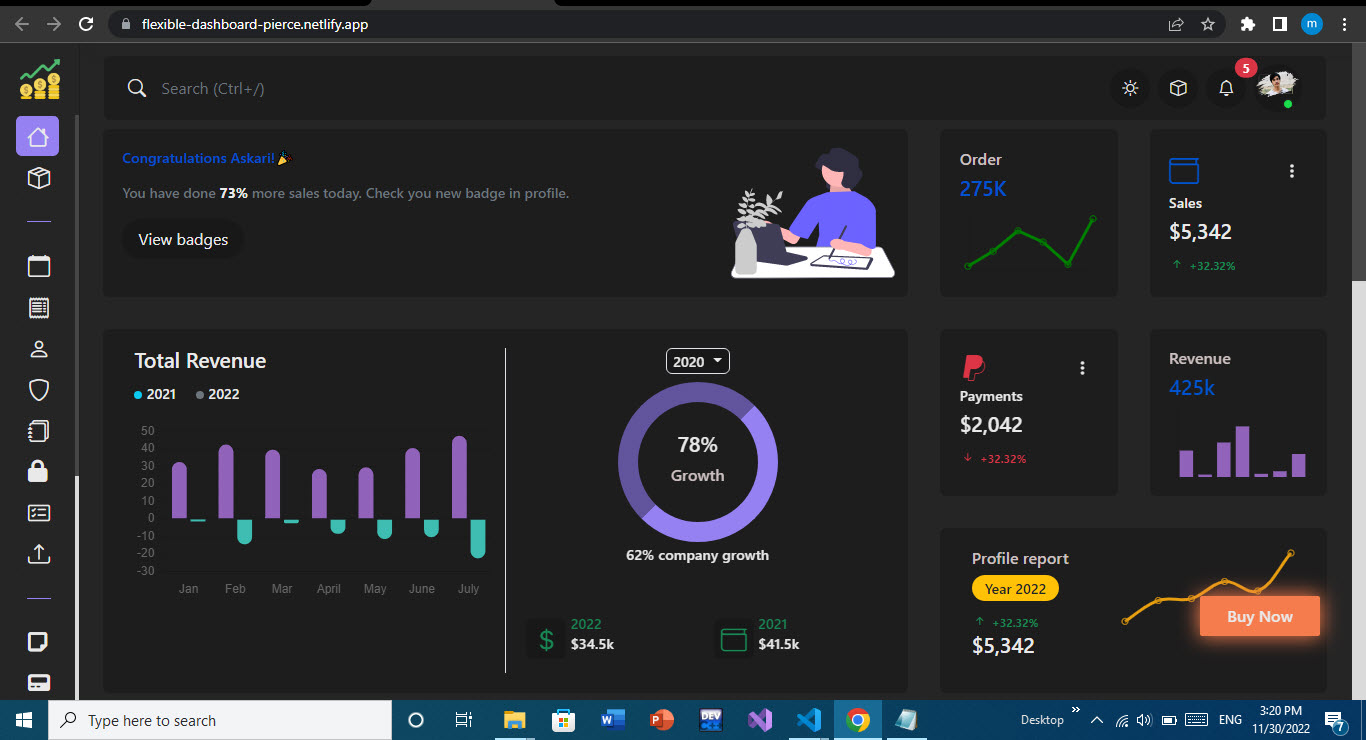 flexible-dashboard-pierce.netlify.app
m
Search (Ctrl+/)
5
Congratulations Askari!
You have done 73% more sales today. Check you new badge in profile.
View badges
Order
275K
Sales
$5,342
+32.32%
Total Revenue
2021 2022
50
40
30
20
10
0
-10
-20
-30
Jan Feb Mar April May June July
2020
78%
Growth
62% company growth
2022
$34.5k
2021
$41.5k
Payments
$2,042
+32.32%
Revenue
425k
Profile report
Year 2022
+32.32%
$5,342
Buy Now
Type here to search
DEV
Desktop
ENG
3:20 PM
11/30/2022
7